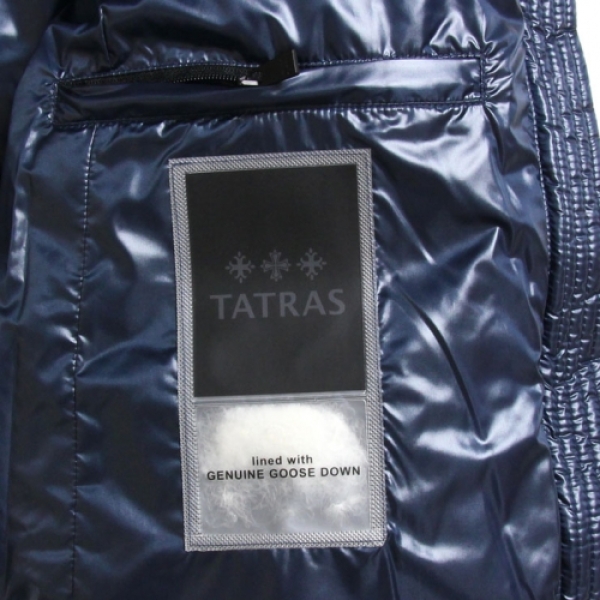 TATRAS
lined with
GENUINE GOOSE DOWN